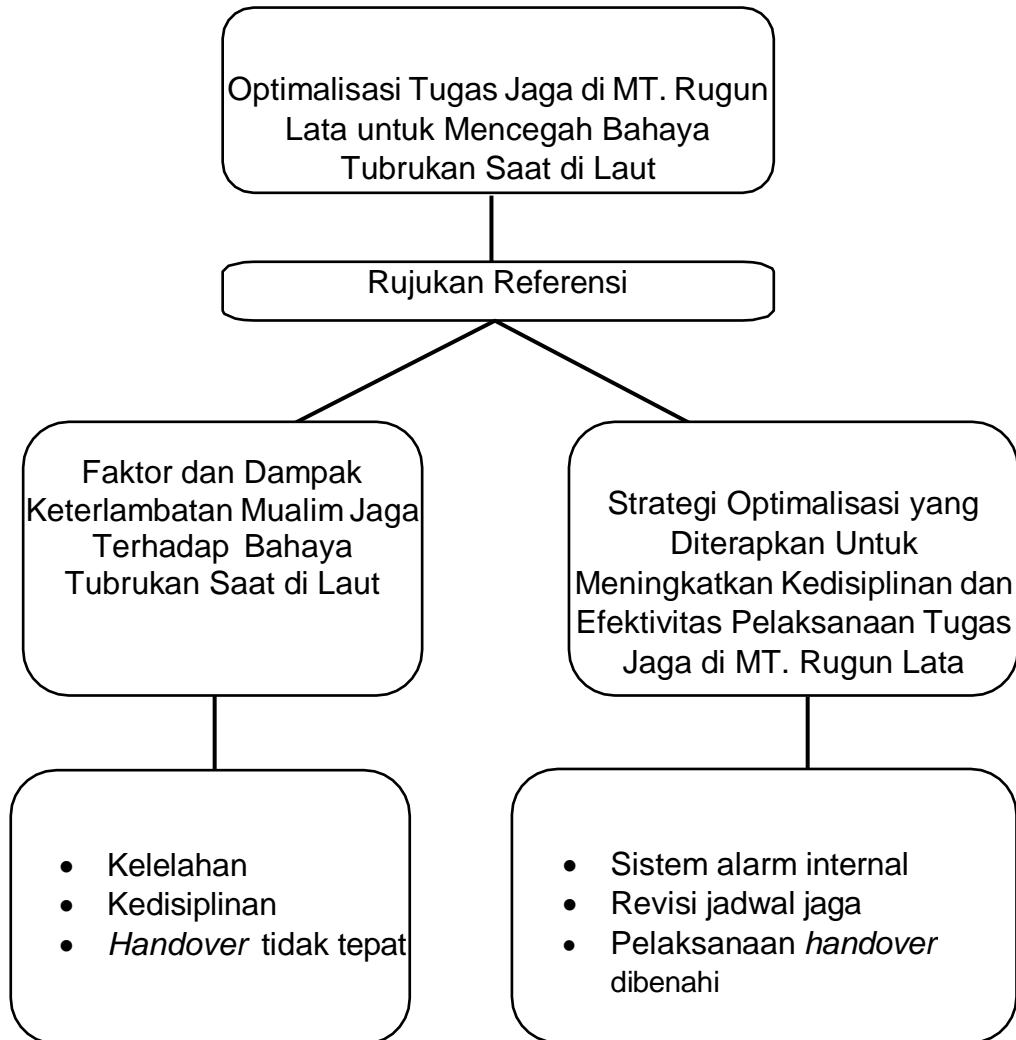 Optimalisasi Tugas Jaga di MT. Rugun
Lata untuk Mencegah Bahaya
Tubrukan Saat di Laut
Rujukan Referensi
Faktor dan Dampak
Keterlambatan Mualim Jaga
Terhadap Bahaya
Tubrukan Saat di Laut
Strategi Optimalisasi yang
Diterapkan Untuk
Meningkatkan Kedisiplinan dan
Efektivitas Pelaksanaan Tugas
Jaga di MT. Rugun Lata
• Kelelahan
• Kedisiplinan
• Handover tidak tepat
• Sistem alarm internal
• Revisi jadwal jaga
• Pelaksanaan handover
dibenahi